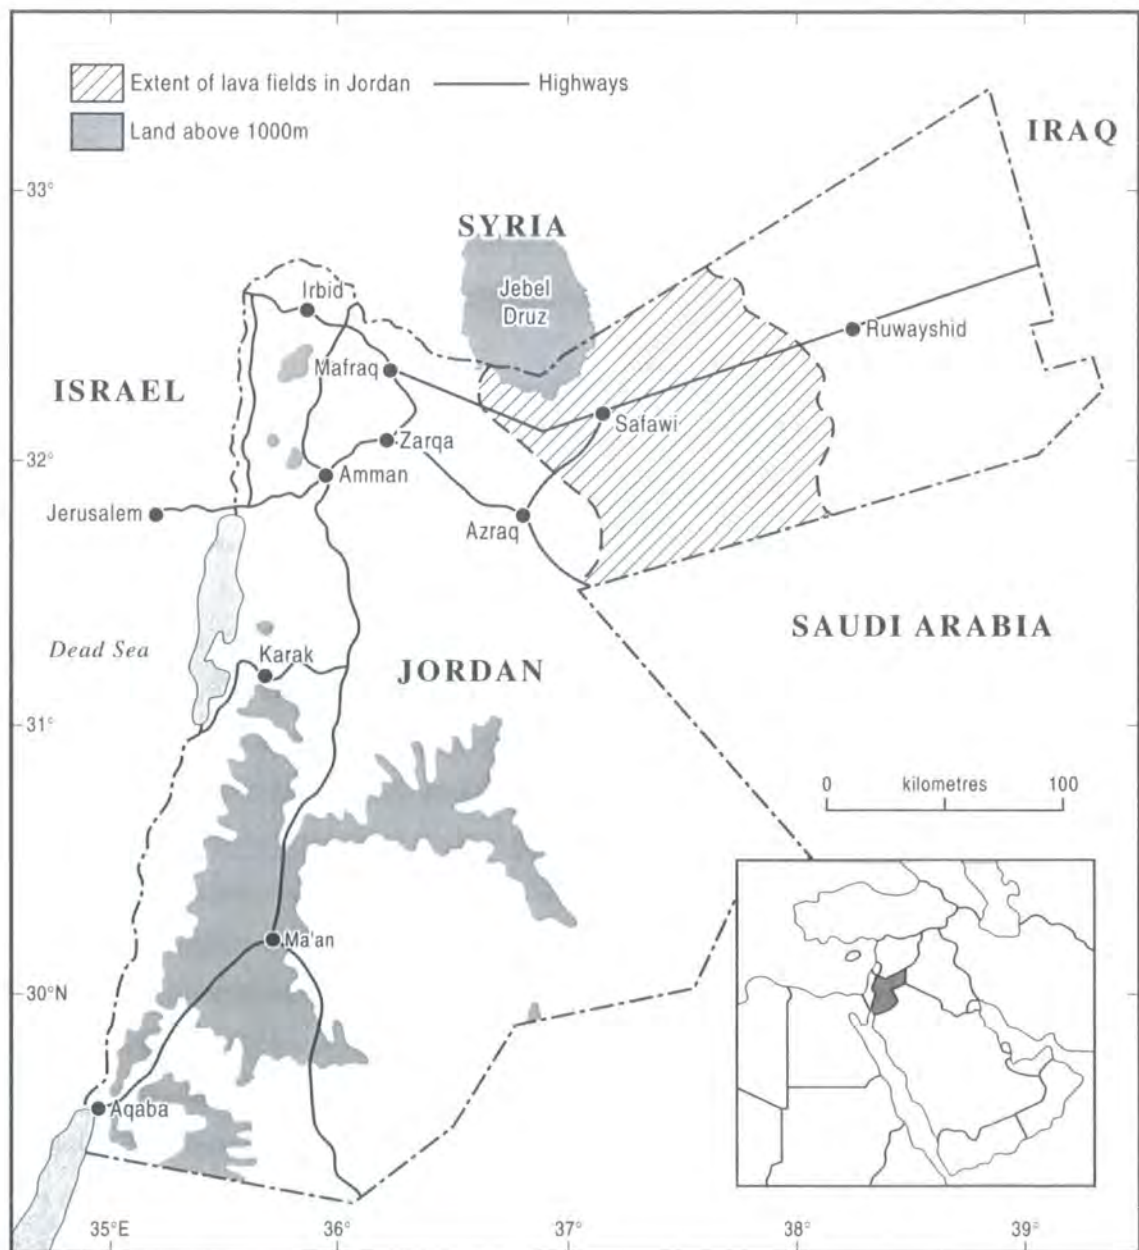 Extent of lava fields in Jordan
Highways
Land above 1000m
IRAQ
33°
SYRIA
Jebel
Druz
Irbid
Ruwayshid
Mafraq
ISRAEL
Safawi
Zarqa
32°
Amman
Jerusalem
Azraq
SAUDI ARABIA
Dead Sea
Karak
JORDAN
31°
0 kilometres 100
Ma'an
30°N
Aqaba
35°E 36° 37° 38° 39°